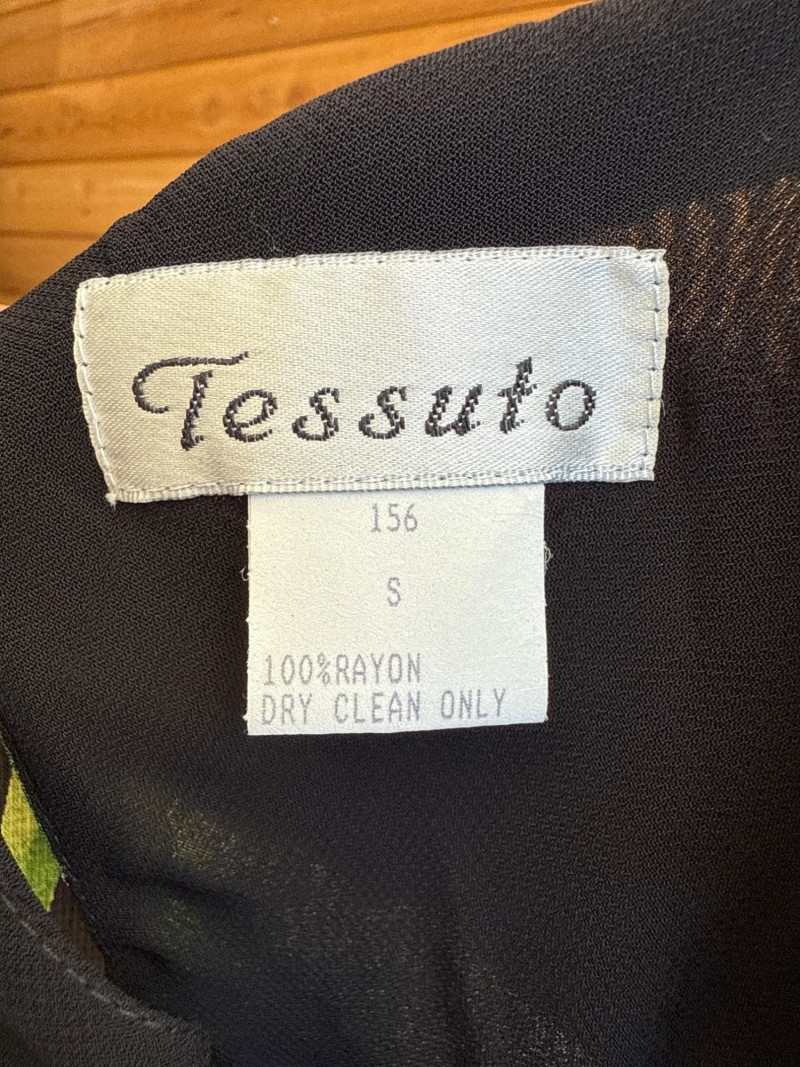 Tessuto
156
S
100%RAYON
DRY CLEAN ONLY